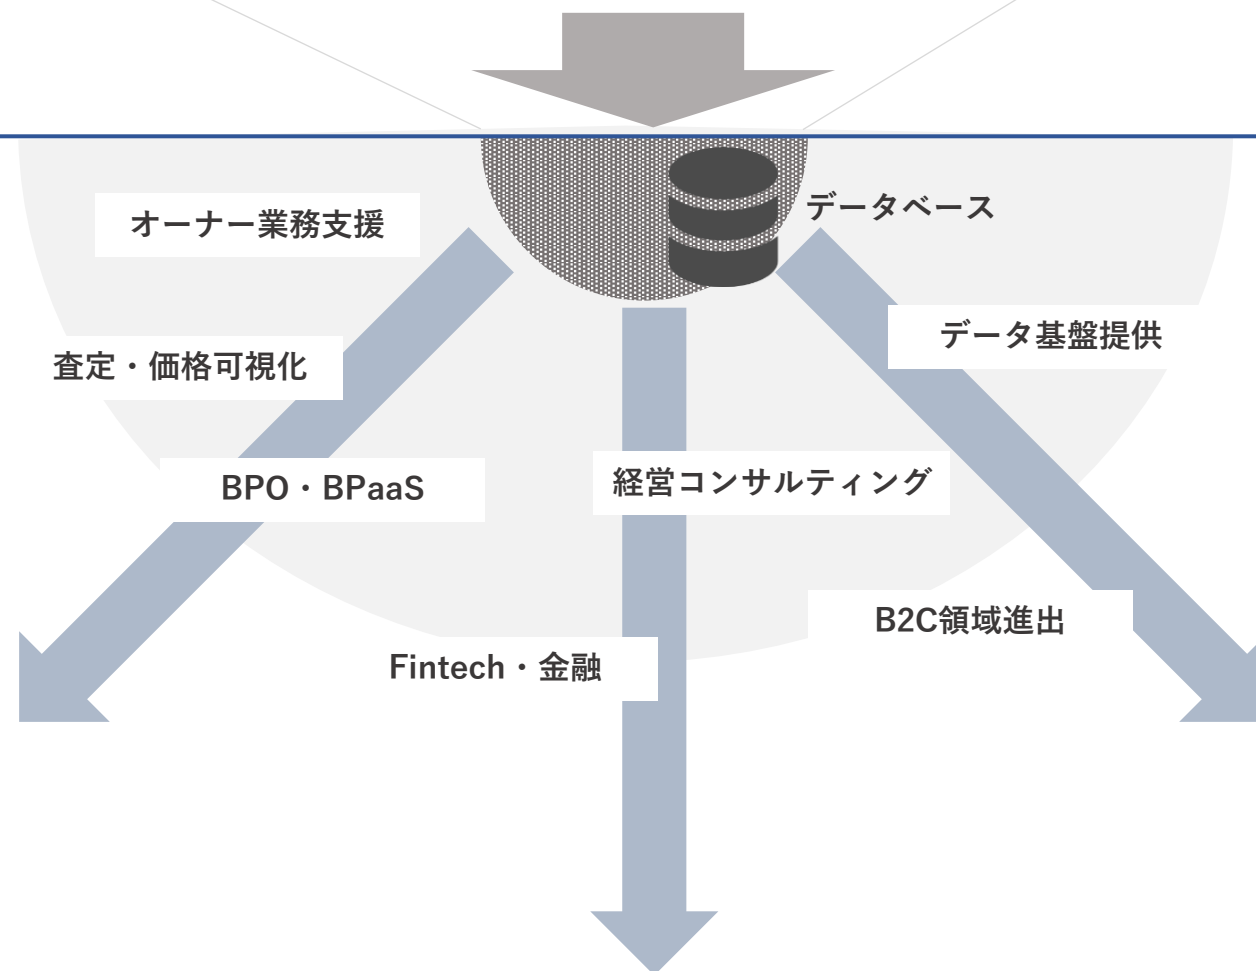 データベース
オーナー業務支援
データ基盤提供
査定・価格可視化
BPO・BPaaS
経営コンサルティング
B2C領域進出
Fintech・金融